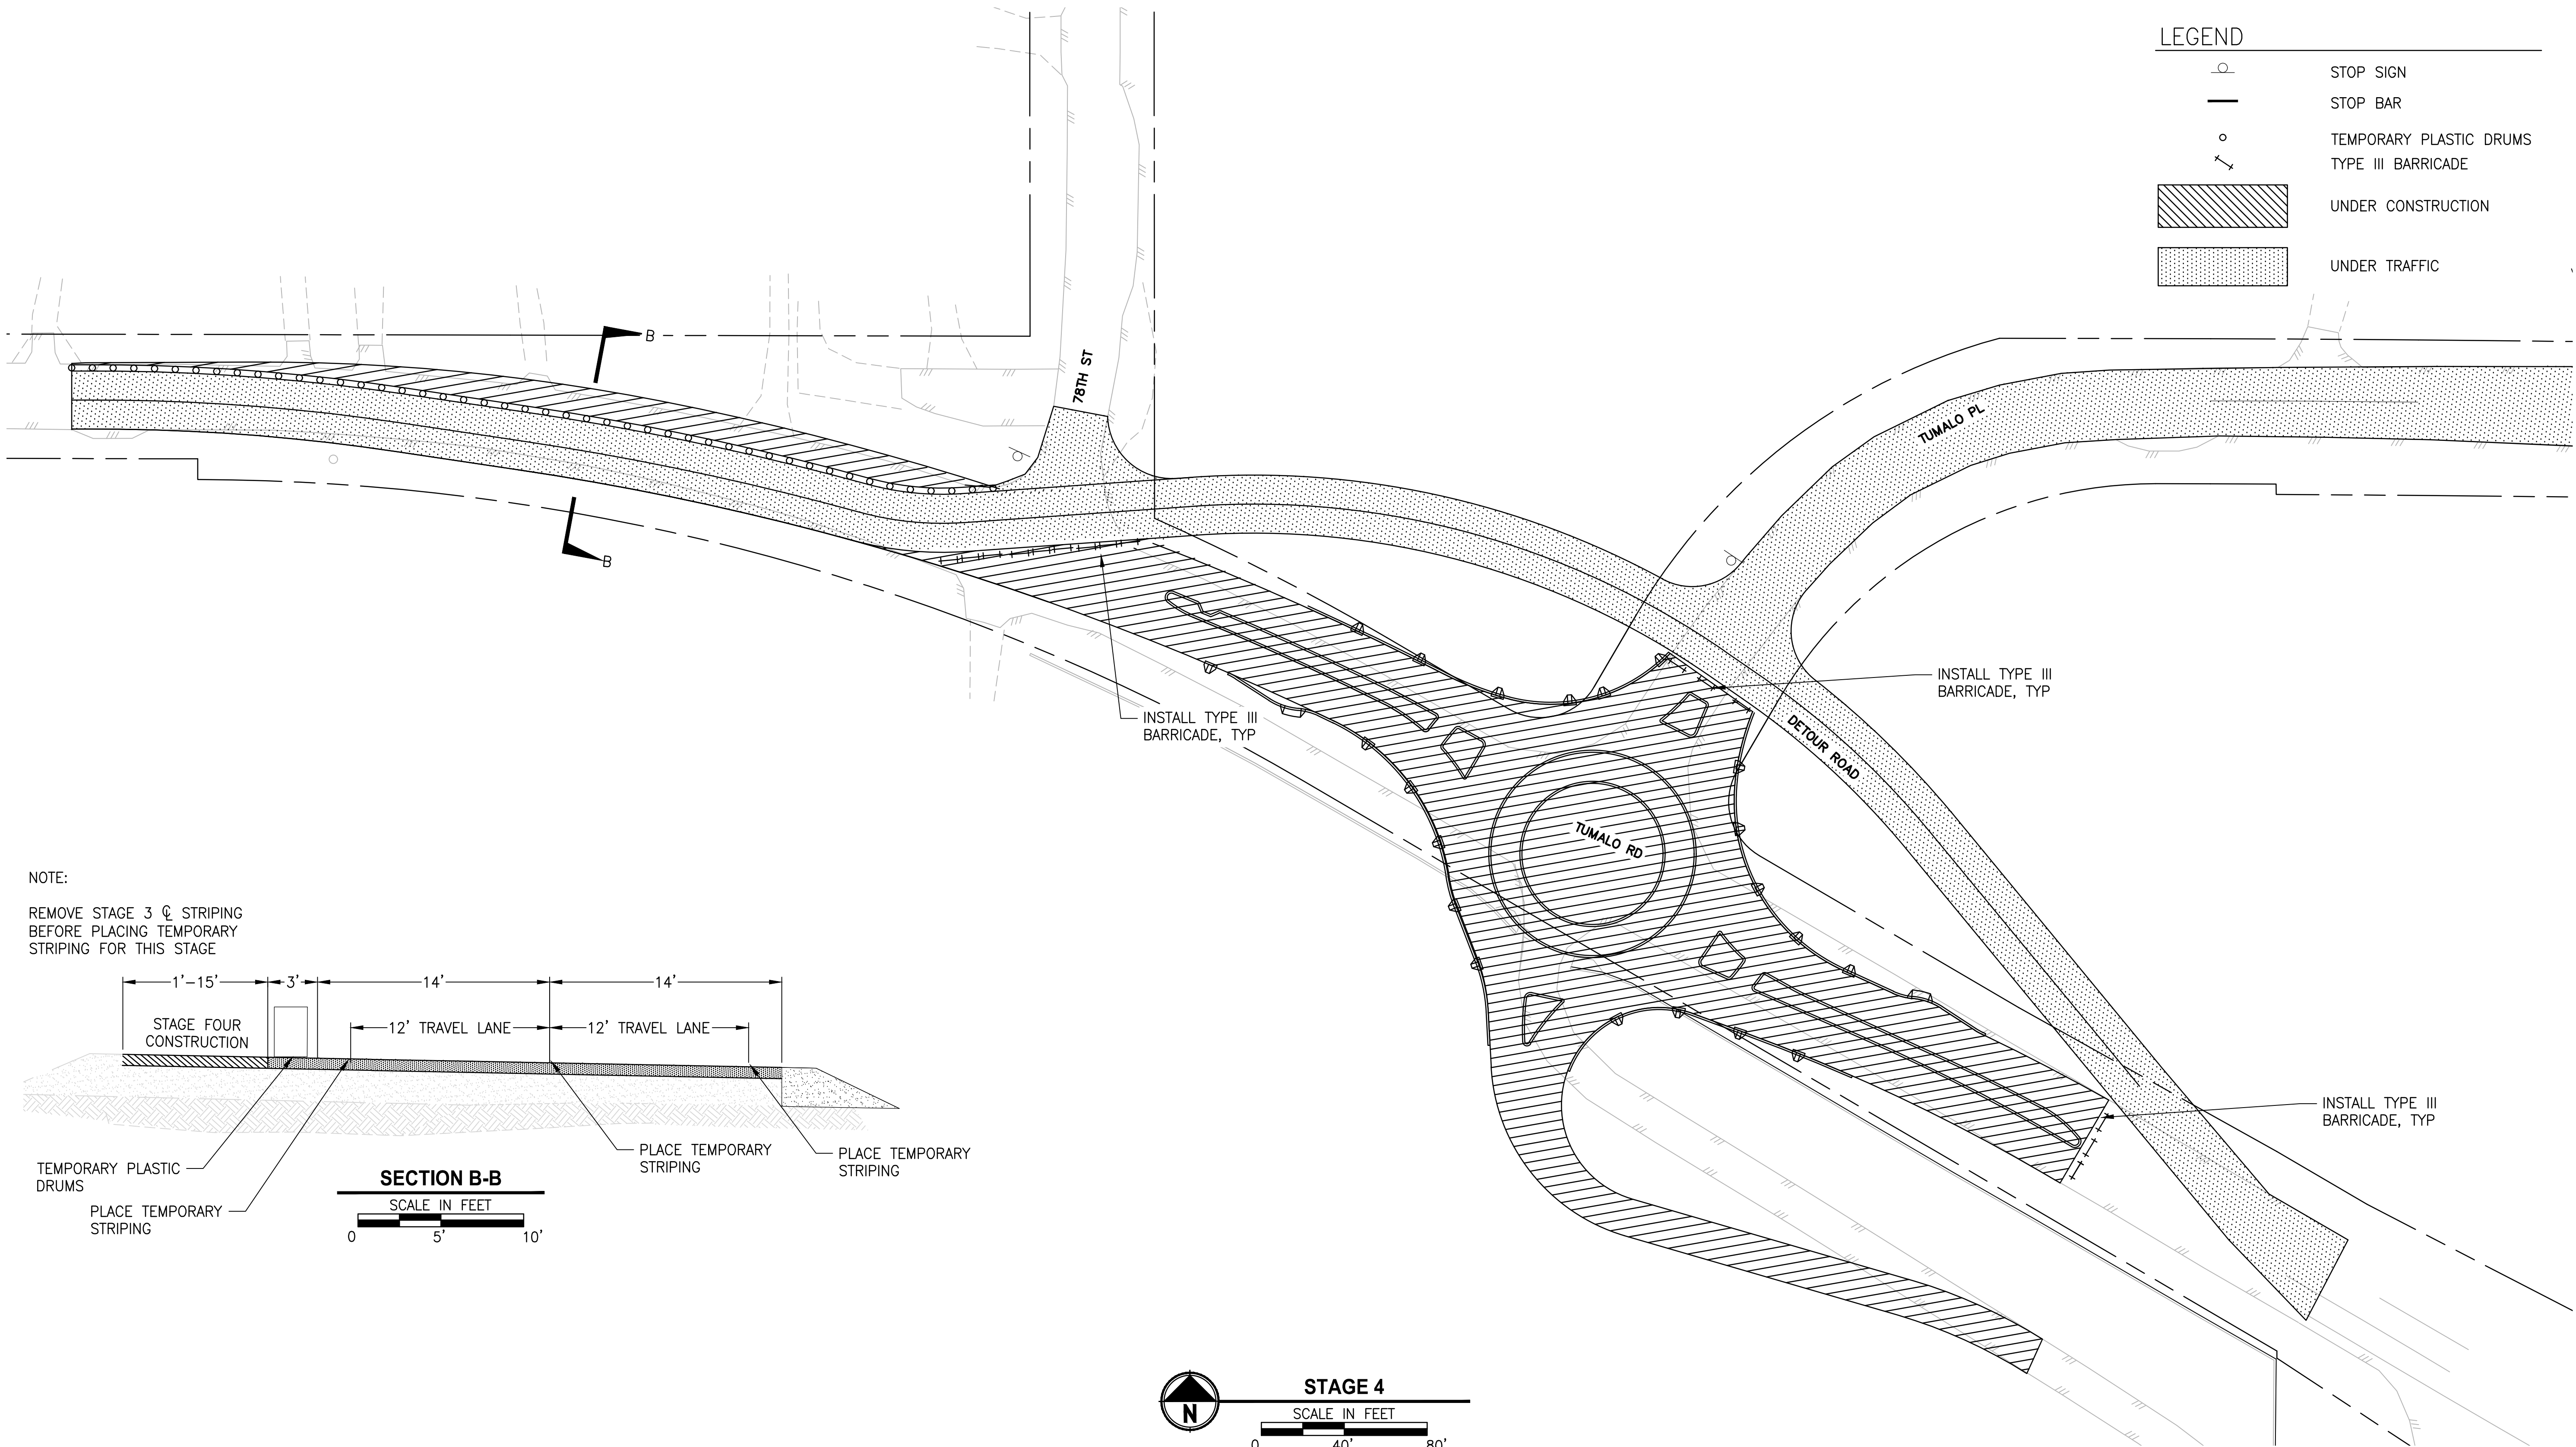 LEGEND
STOP SIGN
STOP BAR
TEMPORARY PLASTIC DRUMS
TYPE III BARRICADE
UNDER CONSTRUCTION
UNDER TRAFFIC
B
B
78TH ST
TUMALO PL
INSTALL TYPE III
BARRICADE, TYP
INSTALL TYPE III
BARRICADE, TYP
DETOUR ROAD
TUMALO RD
INSTALL TYPE III
BARRICADE, TYP
NOTE:
REMOVE STAGE 3 ℄ STRIPING
BEFORE PLACING TEMPORARY
STRIPING FOR THIS STAGE
1'-15' 3' 14' 14'
STAGE FOUR
CONSTRUCTION
12' TRAVEL LANE 12' TRAVEL LANE
PLACE TEMPORARY
STRIPING
PLACE TEMPORARY
STRIPING
TEMPORARY PLASTIC
DRUMS
PLACE TEMPORARY
STRIPING
SECTION B-B
SCALE IN FEET
0 5' 10'
N
STAGE 4
SCALE IN FEET
0 40' 80'